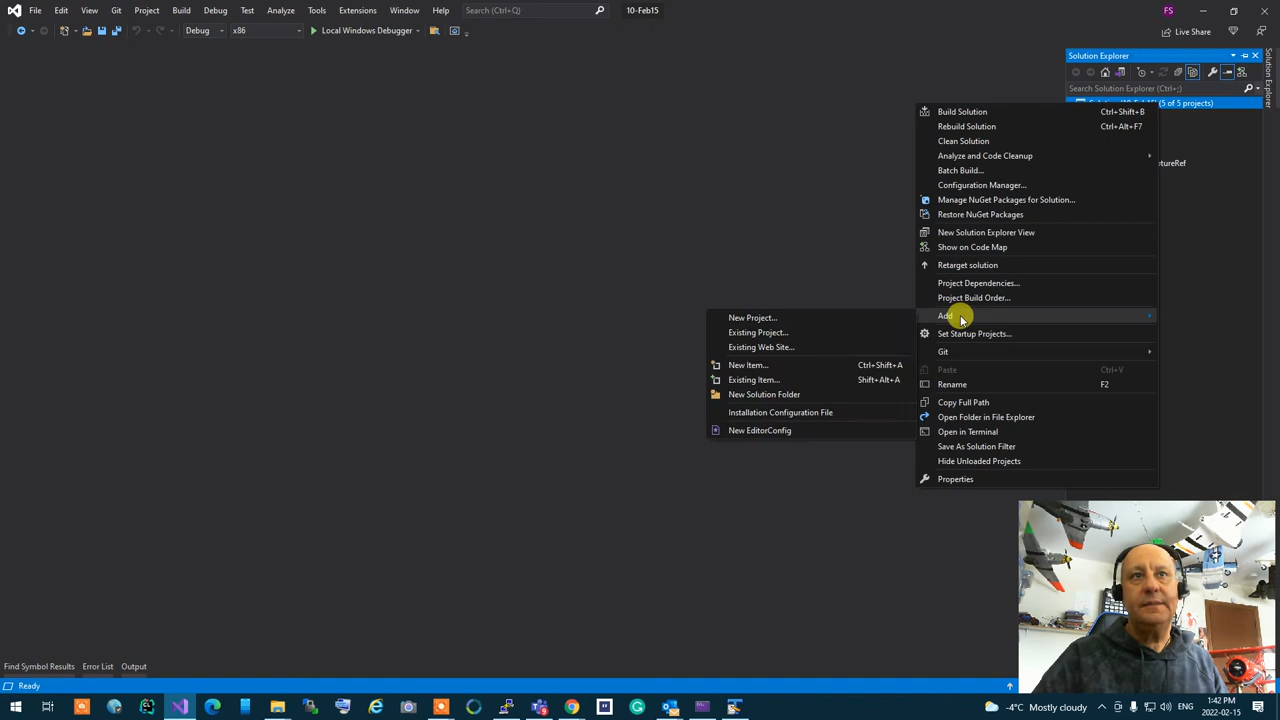 File Edit View Git Project Build Debug Test Analyze Tools Extensions Window Help Search (Ctrl+Q) 10-Feb15 FS
Debug x86 Local Windows Debugger Live Share
Solution Explorer
Solution Explorer
Search Solution Explorer (Ctrl+;)
(5 of 5 projects)
Build Solution Ctrl+Shift+B
Rebuild Solution Ctrl+Alt+F7
Clean Solution
Analyze and Code Cleanup
tureRef
Batch Build...
Configuration Manager...
Manage NuGet Packages for Solution...
Restore NuGet Packages
New Solution Explorer View
Show on Code Map
Retarget solution
Project Dependencies...
Project Build Order...
Add
Set Startup Projects...
Git
Paste Ctrl+V
Rename F2
Copy Full Path
Open Folder in File Explorer
Open in Terminal
Save As Solution Filter
Hide Unloaded Projects
Properties
New Project...
Existing Project...
Existing Web Site...
New Item... Ctrl+Shift+A
Existing Item... Shift+Alt+A
New Solution Folder
Installation Configuration File
New EditorConfig
Find Symbol Results Error List Output
Ready
-4°C Mostly cloudy ENG 1:42 PM
2022-02-15